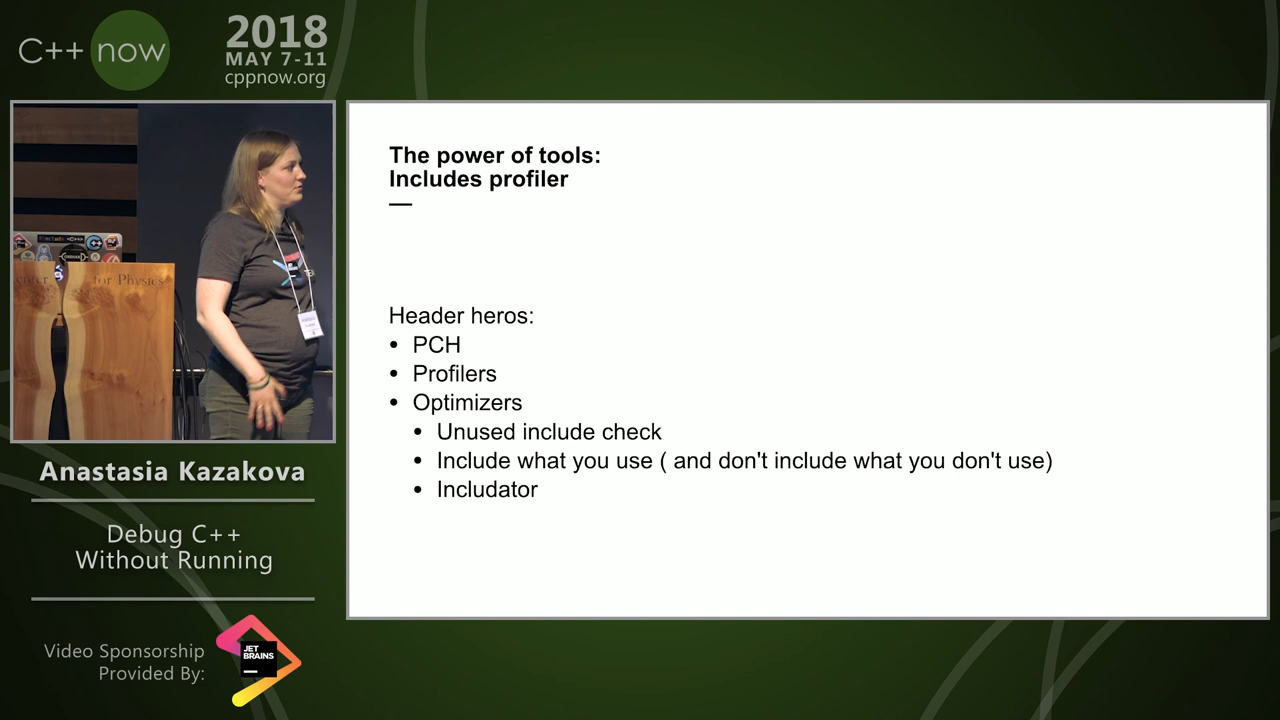 C++ now
2018
MAY 7-11
cppnow.org
for Physics
Anastasia Kazakova
Debug C++
Without Running
Video Sponsorship
Provided By:
JET
BRAINS
The power of tools:
Includes profiler
Header heros:
• PCH
• Profilers
• Optimizers
• Unused include check
• Include what you use ( and don't include what you don't use)
• Includator